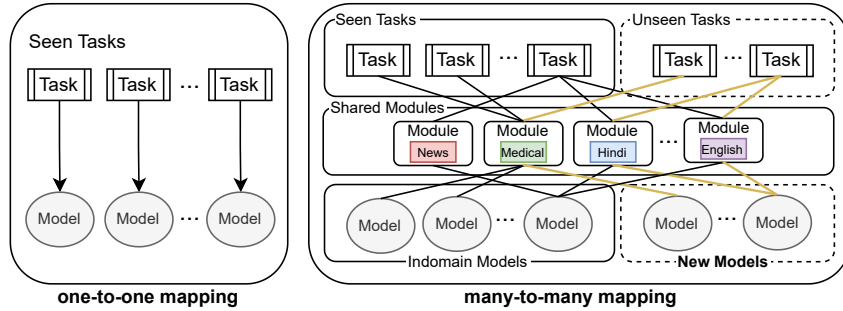 Seen Tasks
Task Task ... Task
Model Model ... Model
one-to-one mapping
Seen Tasks Unseen Tasks
Task Task ... Task Task ... Task
Shared Modules
Module Module Module ... Module
News Medical Hindi English
Model Model ... Model Model ... Model
Indomain Models New Models
many-to-many mapping